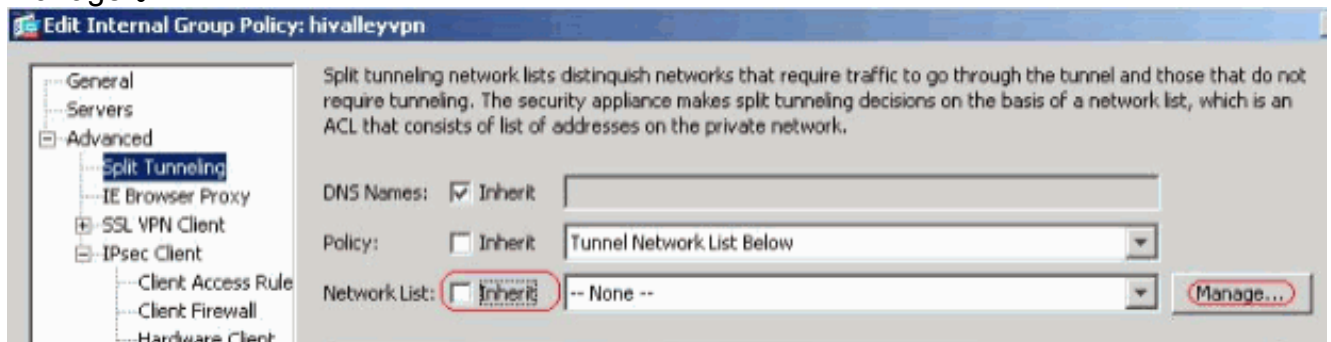 Edit Internal Group Policy: hivalleyvpn
General
Servers
Advanced
Split Tunneling
IE Browser Proxy
SSL VPN Client
IPsec Client
Client Access Rule
Client Firewall
Hardware Client
Split tunneling network lists distinguish networks that require traffic to go through the tunnel and those that do not
require tunneling. The security appliance makes split tunneling decisions on the basis of a network list, which is an
ACL that consists of list of addresses on the private network.
DNS Names: Inherit
Policy: Inherit Tunnel Network List Below
Network List: Inherit -- None -- Manage...